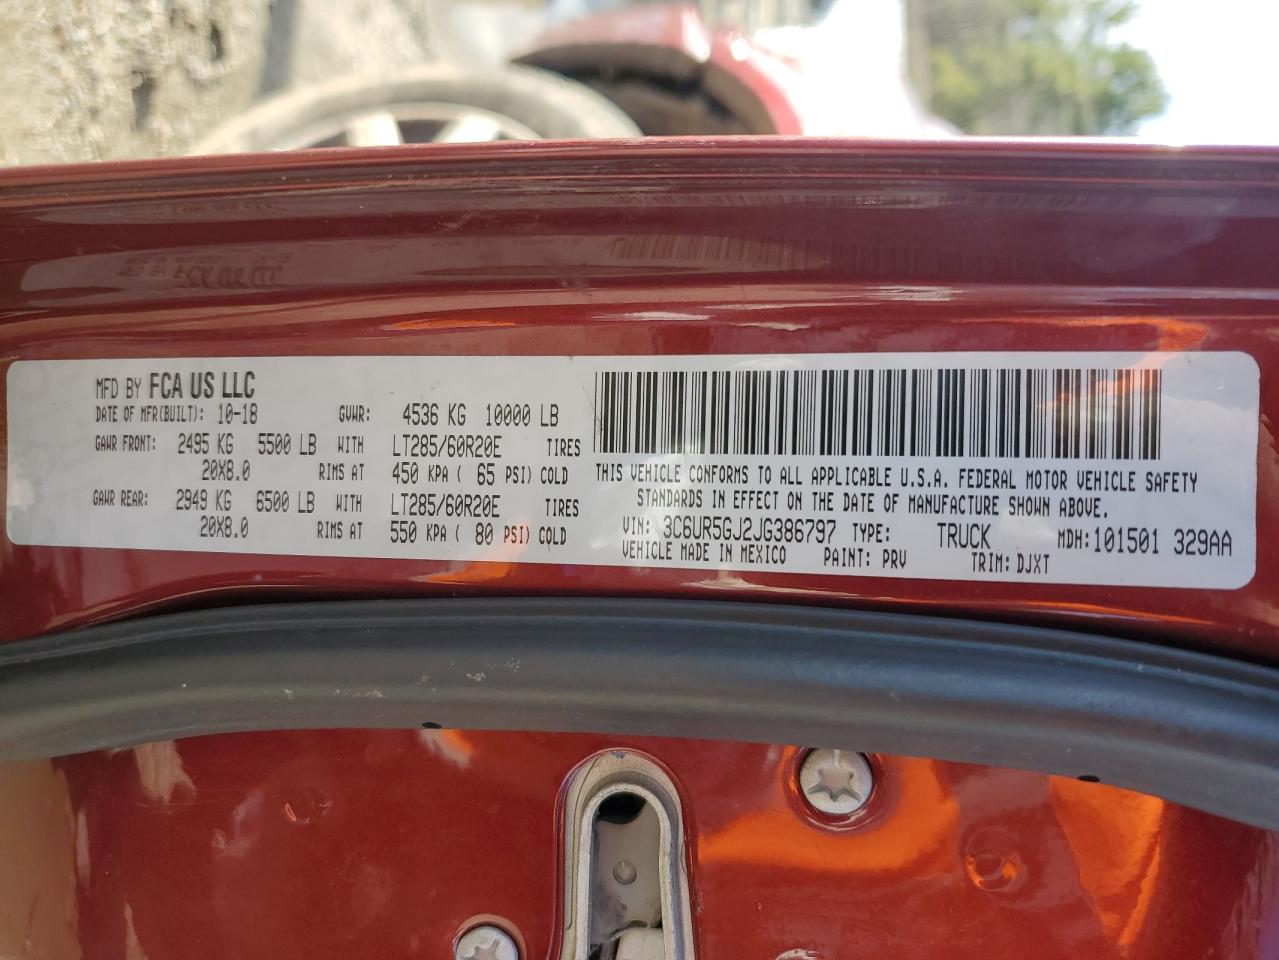 MFD BY FCA US LLC
DATE OF MFR(BUILT): 10-18 GVWR: 4536 KG 10000 LB
GAWR FRONT: 2495 KG 5500 LB WITH LT285/60R20E TIRES
20X8.0 RIMS AT 450 KPA ( 65 PSI) COLD
GAWR REAR: 2949 KG 6500 LB WITH LT285/60R20E TIRES
20X8.0 RIMS AT 550 KPA ( 80 PSI) COLD
THIS VEHICLE CONFORMS TO ALL APPLICABLE U.S.A. FEDERAL MOTOR VEHICLE SAFETY
STANDARDS IN EFFECT ON THE DATE OF MANUFACTURE SHOWN ABOVE.
VIN: 3C6UR5GJ2JG386797 TYPE: TRUCK MDH:101501 329AA
VEHICLE MADE IN MEXICO PAINT: PRV TRIM: DJXT